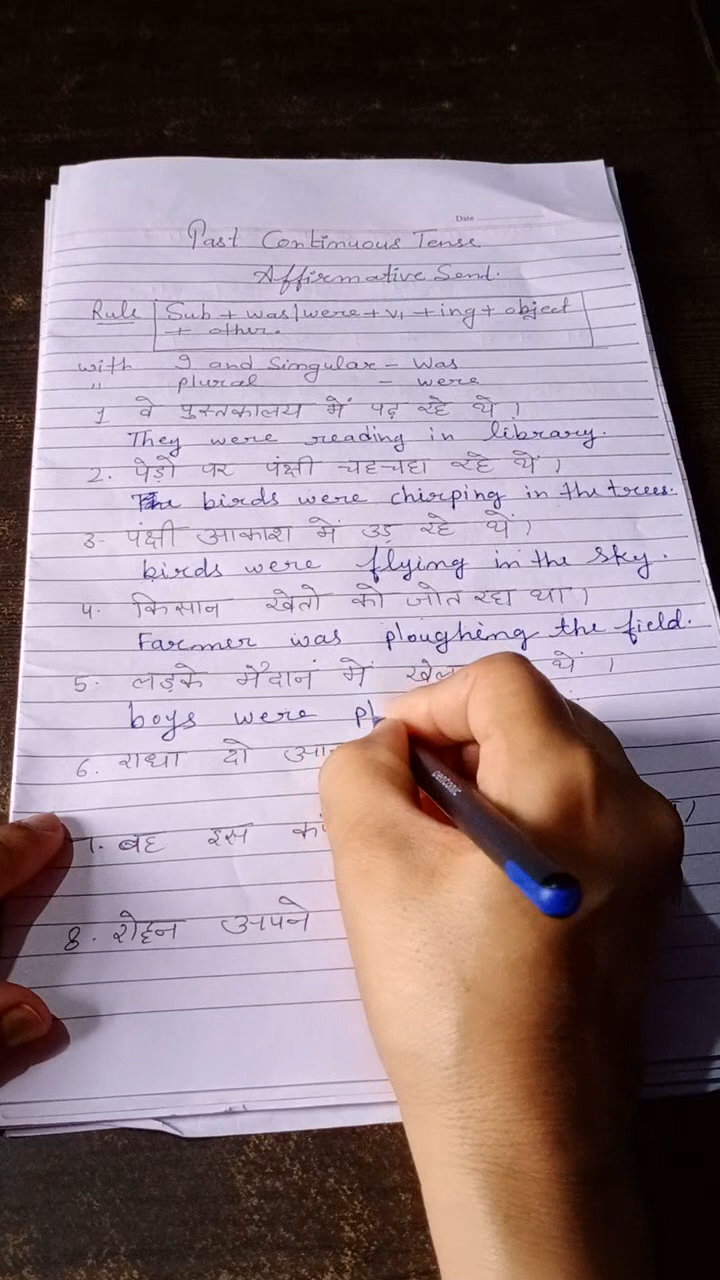 Date
Past Continuous Tense
Affirmative Send.
Rule Sub + was/were + V1 + ing + object
+ other.
with I and Singular - Was
" plural - were
1 वे पुस्तकालय में पढ़ रहे थे।
They were reading in library.
2. पेड़ो पर पंक्षी चहचहा रहे थें।
The birds were chirping in the trees.
3- पंक्षी आकाश में उड़ रहे थें।
birds were flying in the sky.
4. किसान खेतो को जोत रहा था।
Farmer was ploughing the field.
5. लड़के मैदानं में खेल थें।
boys were pl
6. राधा दो
7. बह इस
8. रोहन अपने